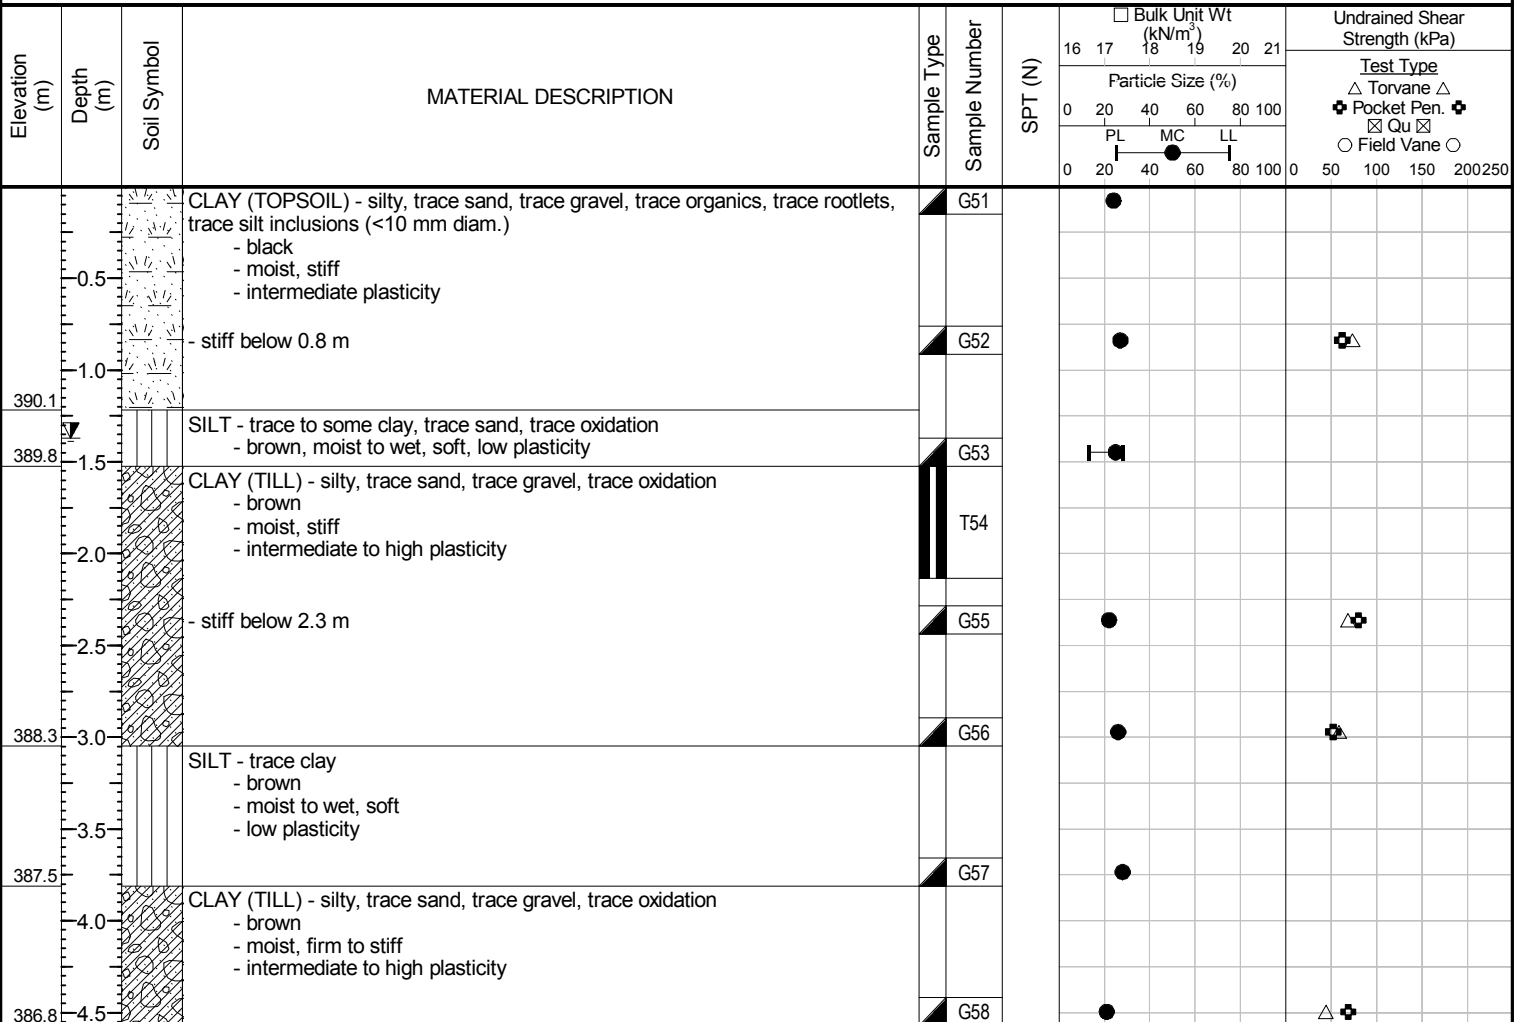 Elevation (m)
Depth (m)
Soil Symbol
MATERIAL DESCRIPTION
Sample Type
Sample Number
SPT (N)
□ Bulk Unit Wt
(kN/m³)
16 17 18 19 20 21
Particle Size (%)
0 20 40 60 80 100
PL MC LL
0 20 40 60 80 100
Undrained Shear
Strength (kPa)
Test Type
△ Torvane △
Pocket Pen.
☒ Qu ☒
○ Field Vane ○
0 50 100 150 200 250
CLAY (TOPSOIL) - silty, trace sand, trace gravel, trace organics, trace rootlets,
G51
trace silt inclusions (<10 mm diam.)
- black
- moist, stiff
0.5
- intermediate plasticity
- stiff below 0.8 m
G52
1.0
390.1
SILT - trace to some clay, trace sand, trace oxidation
- brown, moist to wet, soft, low plasticity
G53
389.8
1.5
CLAY (TILL) - silty, trace sand, trace gravel, trace oxidation
- brown
- moist, stiff
T54
- intermediate to high plasticity
2.0
- stiff below 2.3 m
G55
2.5
388.3
3.0
G56
SILT - trace clay
- brown
- moist to wet, soft
- low plasticity
3.5
387.5
G57
CLAY (TILL) - silty, trace sand, trace gravel, trace oxidation
- brown
4.0
- moist, firm to stiff
- intermediate to high plasticity
386.8
4.5
G58